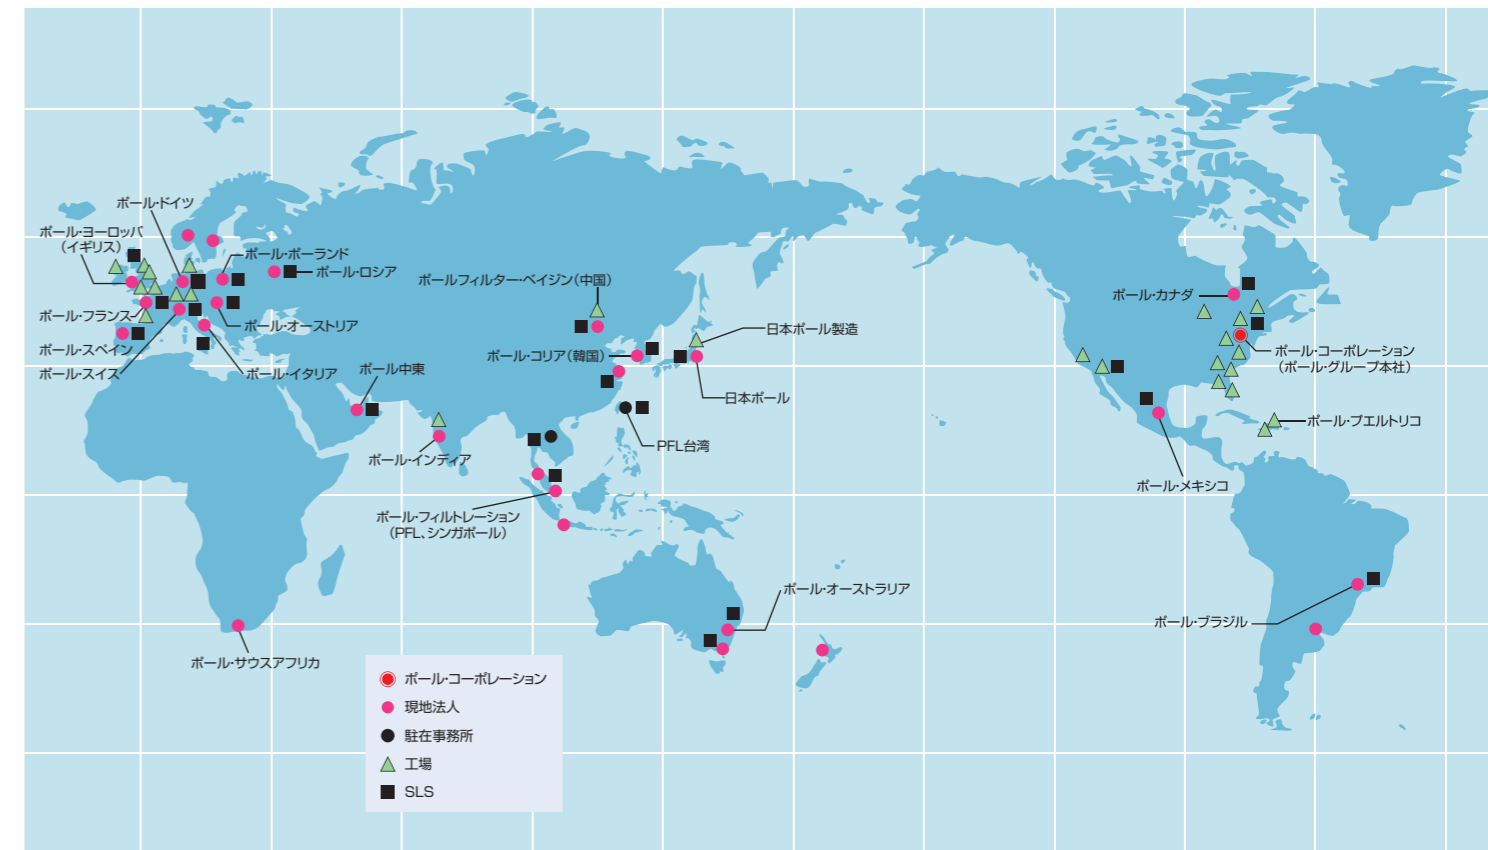 ポール・ドイツ
ポール・ヨーロッパ
（イギリス）
ポール・ポーランド
ポール・ロシア
ポールフィルター・ベイジン（中国）
ポール・カナダ
ポール・フランス
ポール・オーストリア
日本ポール製造
ポール・スペイン
ポール・コリア（韓国）
ポール・コーポレーション
（ポール・グループ本社）
ポール・スイス
ポール・イタリア
ポール中東
日本ポール
ポール・プエルトリコ
PFL台湾
ポール・インディア
ポール・メキシコ
ポール・フィルトレーション
（PFL、シンガポール）
ポール・オーストラリア
ポール・ブラジル
ポール・サウスアフリカ
ポール・コーポレーション
現地法人
駐在事務所
工場
SLS